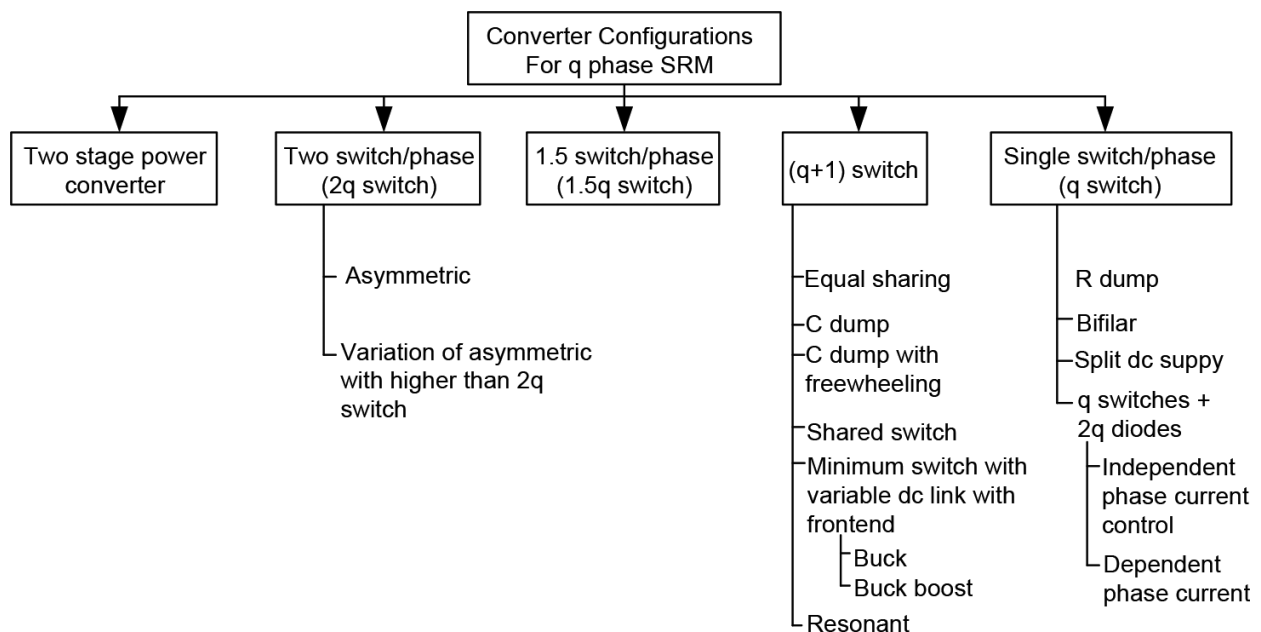 Converter Configurations
For q phase SRM
Two stage power
converter
Two switch/phase
(2q switch)
1.5 switch/phase
(1.5q switch)
(q+1) switch
Single switch/phase
(q switch)
Asymmetric
Variation of asymmetric
with higher than 2q
switch
Equal sharing
C dump
C dump with
freewheeling
Shared switch
Minimum switch with
variable dc link with
frontend
Buck
Buck boost
Resonant
R dump
Bifilar
Split dc suppy
q switches +
2q diodes
Independent
phase current
control
Dependent
phase current